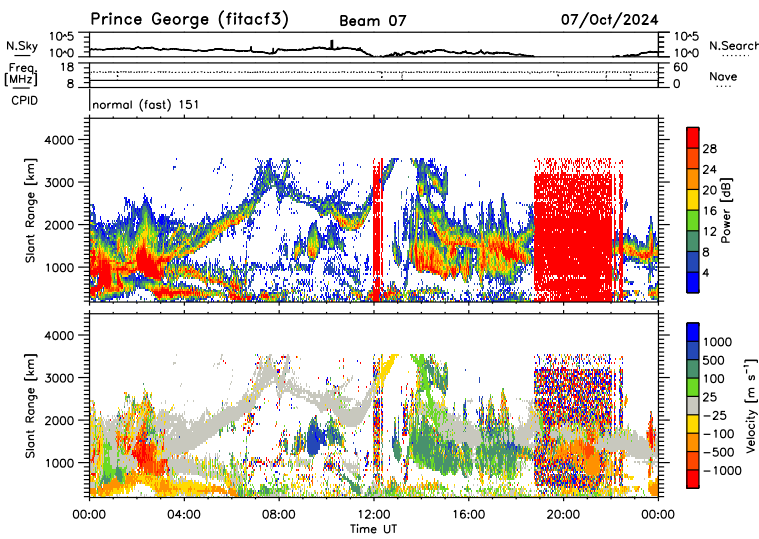 Prince George (fitacf3) Beam 07 07/Oct/2024
N.Sky 10^5 10^0 10^5 10^0 N.Search
Freq. [MHz] 18 8 60 0 Nave
CPID normal (fast) 151
Slant Range [km] 4000 3000 2000 1000
Power [dB] 28 24 20 16 12 8 4
Slant Range [km] 4000 3000 2000 1000
Velocity [m s⁻¹] 1000 500 100 25 −25 −100 −500 −1000
00:00 04:00 08:00 12:00 16:00 20:00 00:00
Time UT